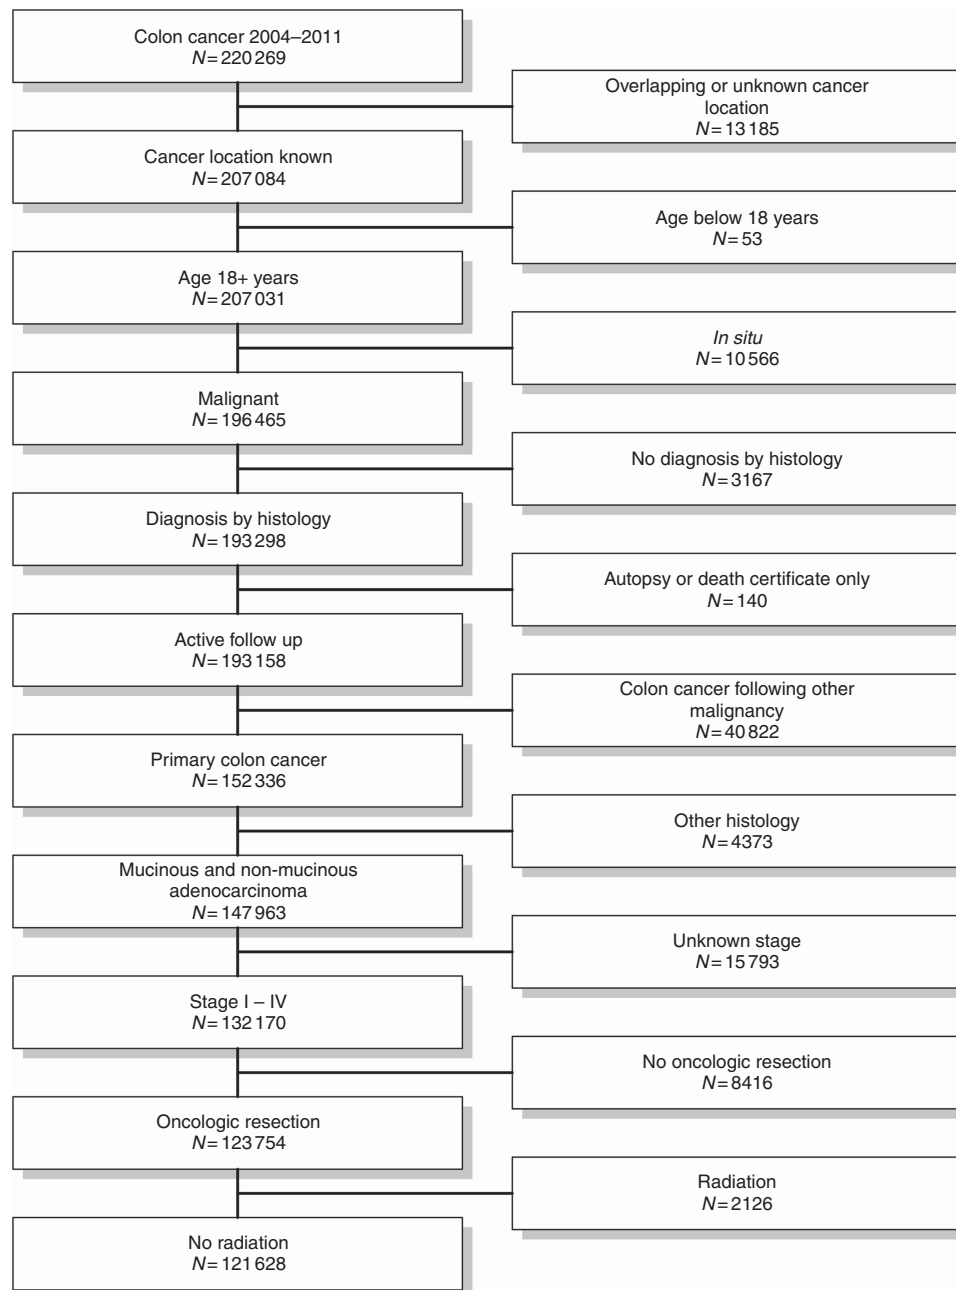 Colon cancer 2004–2011
N=220 269
Overlapping or unknown cancer
location
N=13 185
Cancer location known
N=207 084
Age below 18 years
N=53
Age 18+ years
N=207 031
In situ
N=10 566
Malignant
N=196 465
No diagnosis by histology
N=3167
Diagnosis by histology
N=193 298
Autopsy or death certificate only
N=140
Active follow up
N=193 158
Colon cancer following other
malignancy
N=40 822
Primary colon cancer
N=152 336
Other histology
N=4373
Mucinous and non-mucinous
adenocarcinoma
N=147 963
Unknown stage
N=15 793
Stage I – IV
N=132 170
No oncologic resection
N=8416
Oncologic resection
N=123 754
Radiation
N=2126
No radiation
N=121 628